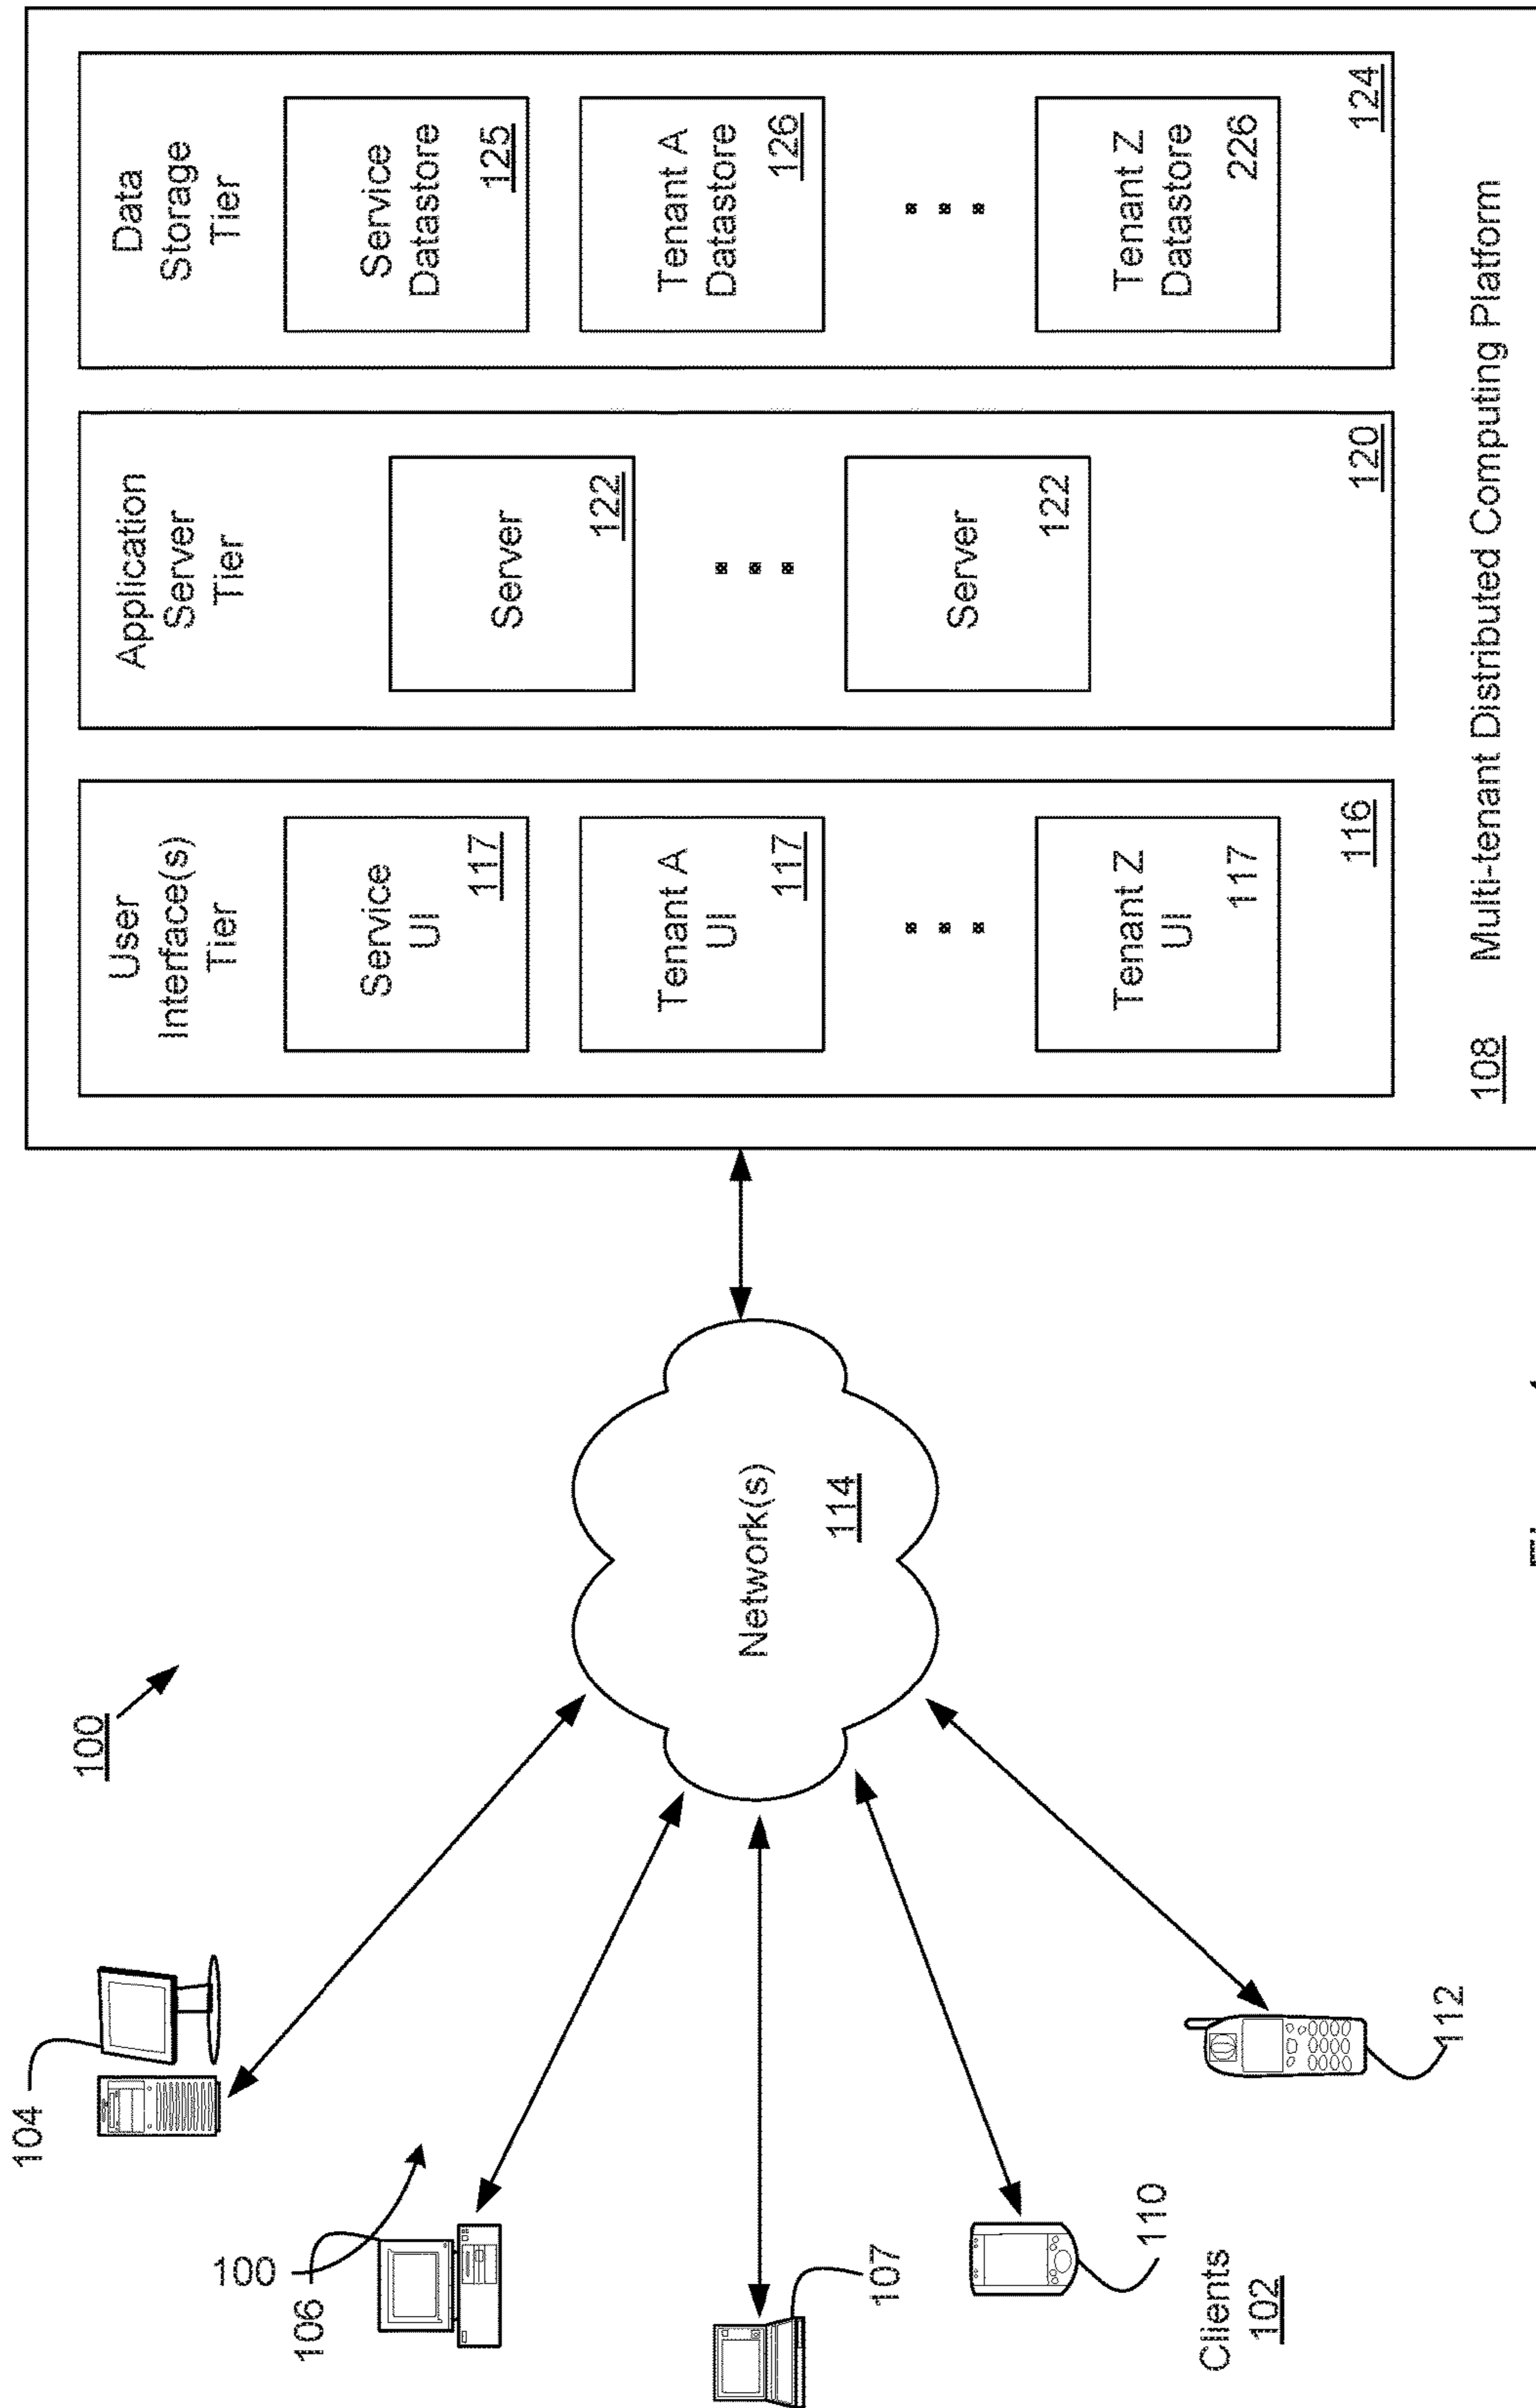 100
104
100
106
107
110
112
Clients
102
Network(s)
114
User
Interface(s)
Tier
Service
UI
117
Tenant A
UI
117
Tenant Z
UI
117
116
Application
Server
Tier
Server
122
Server
122
120
Data
Storage
Tier
Service
Datastore
125
Tenant A
Datastore
126
Tenant Z
Datastore
226
124
108 Multi-tenant Distributed Computing Platform